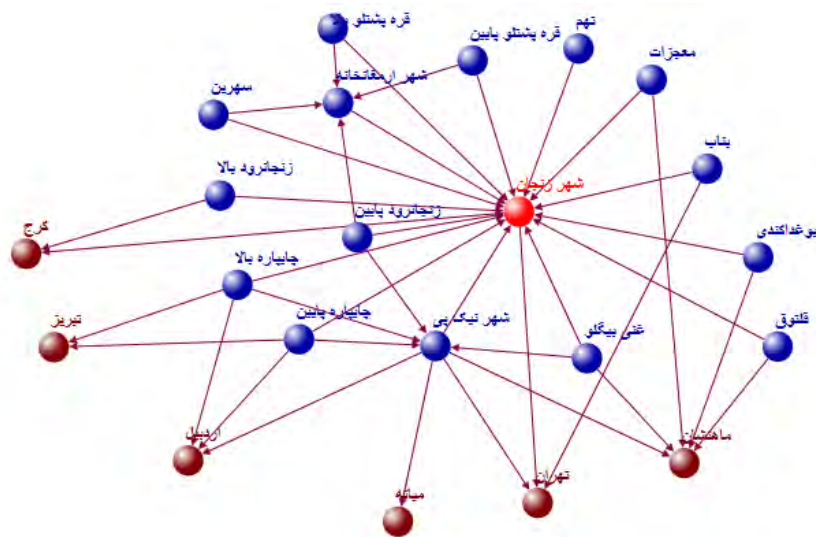 قره پشتلو بالا
قره پشتلو پایین
تهم
معجزات
شهر ارمغانخانه
سهرین
بناب
زنجانرود بالا
شهر زنجان
زنجانرود پایین
کرج
بوغداکندی
چایپاره بالا
تبریز
چایپاره پایین
شهر نیک پی
غنی بیگلو
قلتوق
اردبیل
ماهنشان
تهران
میانه